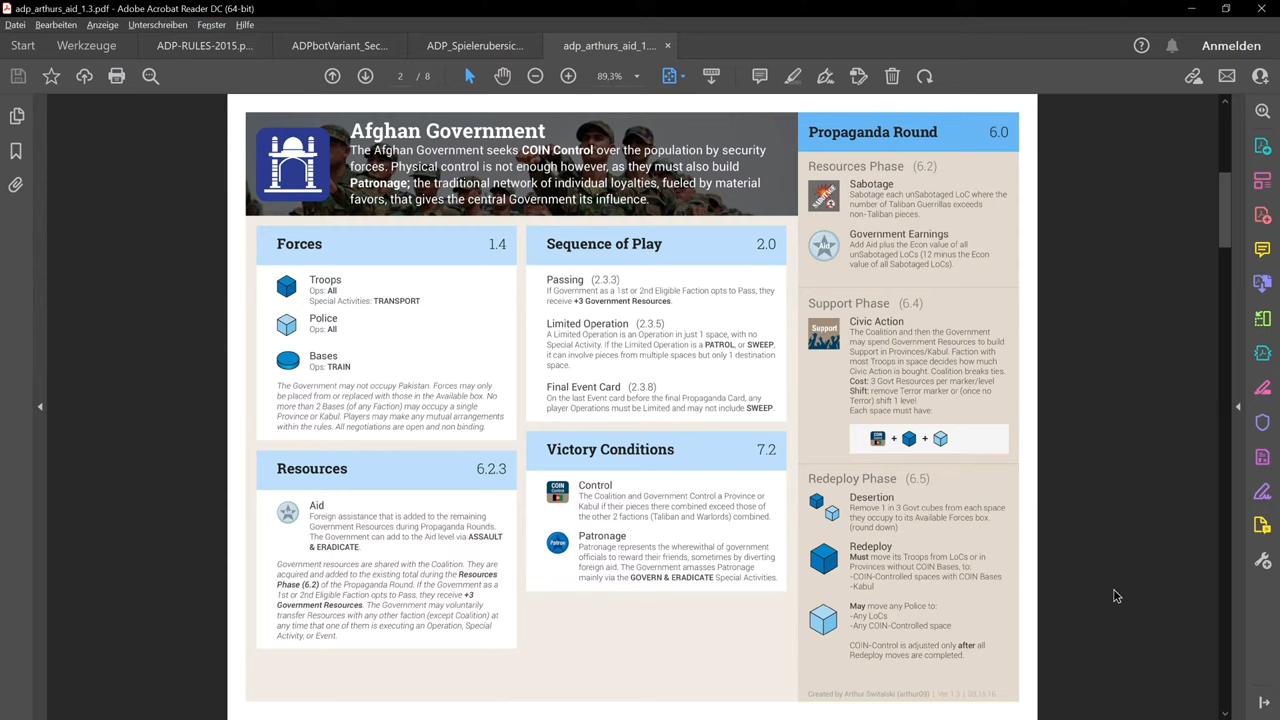 adp_arthurs_aid_1.3.pdf - Adobe Acrobat Reader DC (64-bit)
Datei Bearbeiten Anzeige Unterschreiben Fenster Hilfe
Start Werkzeuge ADP-RULES-2015.p... ADPbotVariant_Sec... ADP_Spielerubersic... adp_arthurs_aid_1.... × Anmelden
2 / 8 89,3%
Afghan Government
The Afghan Government seeks COIN Control over the population by security
forces. Physical control is not enough however, as they must also build
Patronage; the traditional network of individual loyalties, fueled by material
favors, that gives the central Government its influence.
Forces 1.4
Troops
Ops: All
Special Activities: TRANSPORT
Police
Ops: All
Bases
Ops: TRAIN
The Government may not occupy Pakistan. Forces may only
be placed from or replaced with those in the Available box. No
more than 2 Bases (of any Faction) may occupy a single
Province or Kabul. Players may make any mutual arrangements
within the rules. All negotiations are open and non binding.
Resources 6.2.3
Aid
Aid
Foreign assistance that is added to the remaining
Government Resources during Propaganda Rounds.
The Government can add to the Aid level via ASSAULT
& ERADICATE.
Government resources are shared with the Coalition. They are
acquired and added to the existing total during the Resources
Phase (6.2) of the Propaganda Round. If the Government as a
1st or 2nd Eligible Faction opts to Pass, they receive +3
Government Resources. The Government may voluntarily
transfer Resources with any other faction (except Coalition) at
any time that one of them is executing an Operation, Special
Activity, or Event.
Sequence of Play 2.0
Passing (2.3.3)
If Government as a 1st or 2nd Eligible Faction opts to Pass, they
receive +3 Government Resources.
Limited Operation (2.3.5)
A Limited Operation is an Operation in just 1 space, with no
Special Activity. If the Limited Operation is a PATROL, or SWEEP,
it can involve pieces from multiple spaces but only 1 destination
space.
Final Event Card (2.3.8)
On the last Event card before the final Propaganda Card, any
player Operations must be Limited and may not include SWEEP.
Victory Conditions 7.2
COIN
Control
Control
The Coalition and Government Control a Province or
Kabul if their pieces there combined exceed those of
the other 2 factions (Taliban and Warlords) combined.
Patron
Patronage
Patronage represents the wherewithal of government
officials to reward their friends, sometimes by diverting
foreign aid. The Government amasses Patronage
mainly via the GOVERN & ERADICATE Special Activities.
Propaganda Round 6.0
Resources Phase (6.2)
SABOTAGE
Sabotage
Sabotage each unSabotaged LoC where the
number of Taliban Guerrillas exceeds
non-Taliban pieces.
Aid
Government Earnings
Add Aid plus the Econ value of all
unSabotaged LoCs (12 minus the Econ
value of all Sabotaged LoCs).
Support Phase (6.4)
Support
Civic Action
The Coalition and then the Government
may spend Government Resources to build
Support in Provinces/Kabul. Faction with
most Troops in space decides how much
Civic Action is bought. Coalition breaks ties.
Cost: 3 Govt Resources per marker/level
Shift: remove Terror marker or (once no
Terror) shift 1 level
Each space must have:
COIN
Control + +
Redeploy Phase (6.5)
Desertion
Remove 1 in 3 Govt cubes from each space
they occupy to its Available Forces box.
(round down)
Redeploy
Must move its Troops from LoCs or in
Provinces without COIN Bases, to:
-COIN-Controlled spaces with COIN Bases
-Kabul
May move any Police to:
-Any LoCs
-Any COIN-Controlled space
COIN-Control is adjusted only after all
Redeploy moves are completed.
Created by Arthur Switalski (arthur09) | Ver 1.3 | 03.15.16